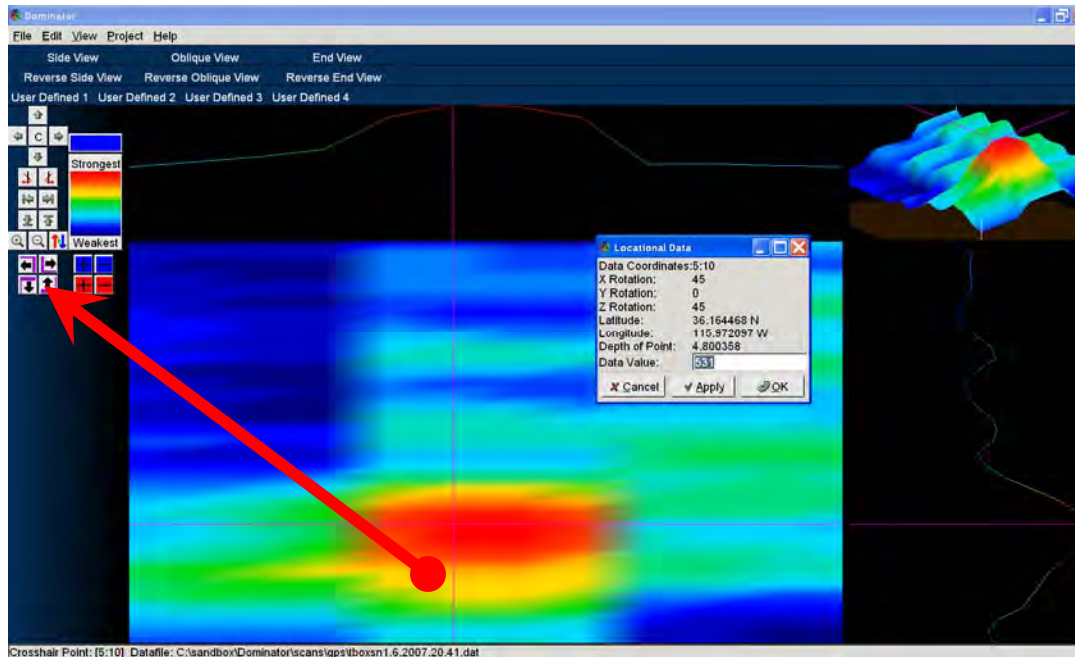 Dominator
File Edit View Project Help
Side View Oblique View End View
Reverse Side View Reverse Oblique View Reverse End View
User Defined 1 User Defined 2 User Defined 3 User Defined 4
C
Strongest
Weakest
Locational Data
Data Coordinates:5:10
X Rotation: 45
Y Rotation: 0
Z Rotation: 45
Latitude: 36.164468 N
Longitude: 115.972097 W
Depth of Point: 4.800358
Data Value: 531
Cancel Apply OK
Crosshair Point: [5:10] Datafile: C:\sandbox\Dominator\scans\gps\tboxsn1.6.2007.20.41.dat